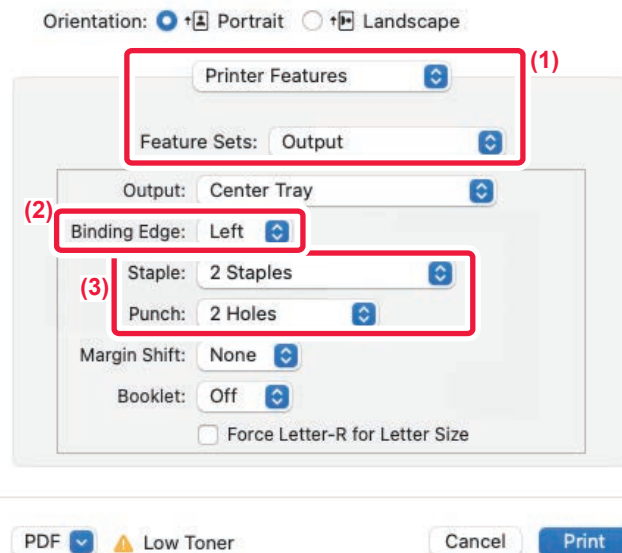 Orientation: Portrait Landscape
(1)
Printer Features
Feature Sets: Output
Output: Center Tray
(2)
Binding Edge: Left
(3)
Staple: 2 Staples
Punch: 2 Holes
Margin Shift: None
Booklet: Off
Force Letter-R for Letter Size
PDF Low Toner Cancel Print